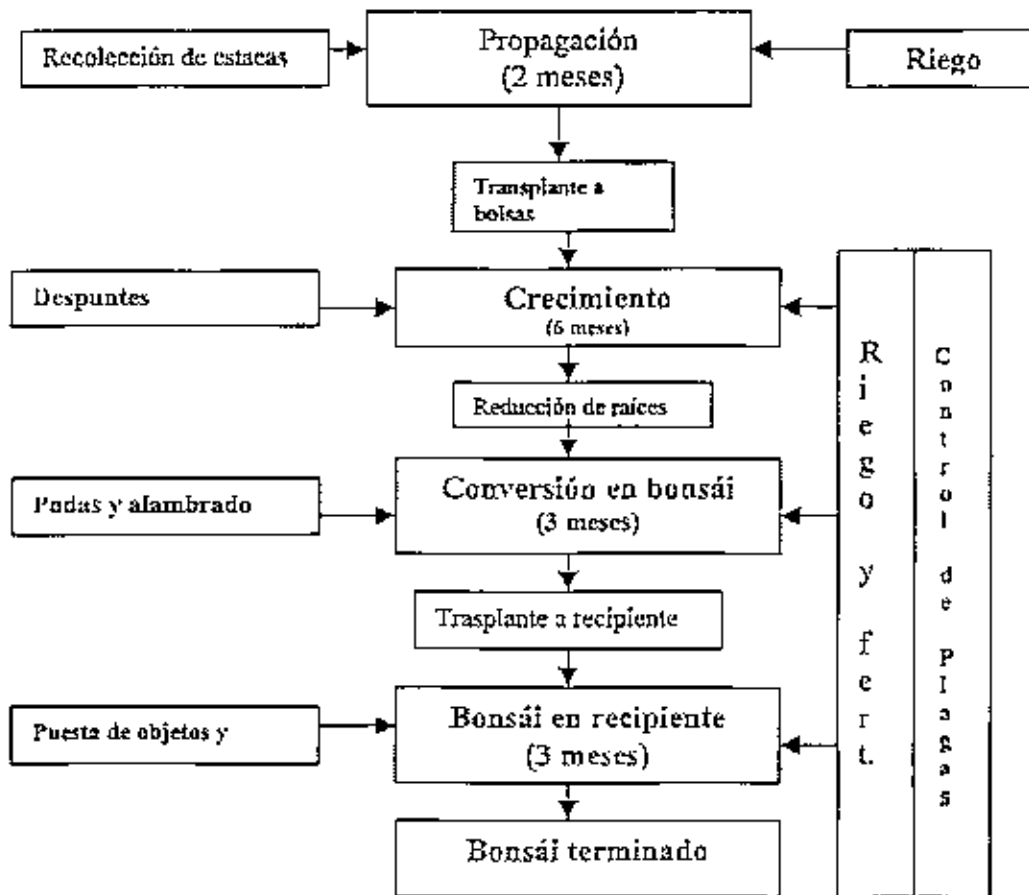 Recolección de estacas
Propagación
(2 meses)
Riego
Transplante a
bolsas
Despuntes
Crecimiento
(6 meses)
Reducción de raíces
Podas y alambrado
Conversión en bonsái
(3 meses)
Trasplante a recipiente
Puesta de objetos y
Bonsái en recipiente
(3 meses)
Bonsái terminado
Riego y fert.
Control de Plagas